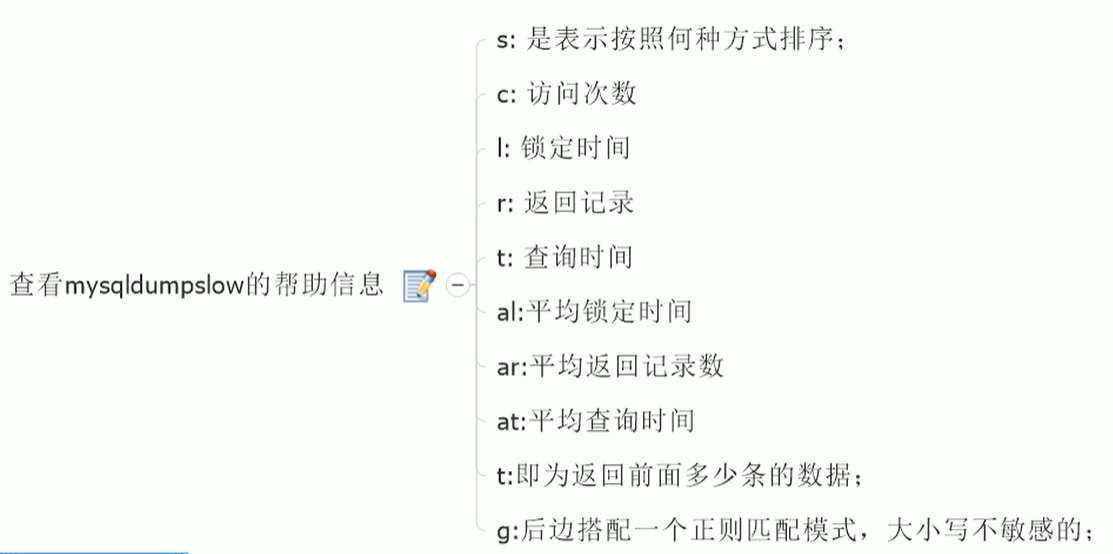 查看mysqldumpslow的帮助信息
s: 是表示按照何种方式排序；
c: 访问次数
l: 锁定时间
r: 返回记录
t: 查询时间
al:平均锁定时间
ar:平均返回记录数
at:平均查询时间
t:即为返回前面多少条的数据；
g:后边搭配一个正则匹配模式，大小写不敏感的；